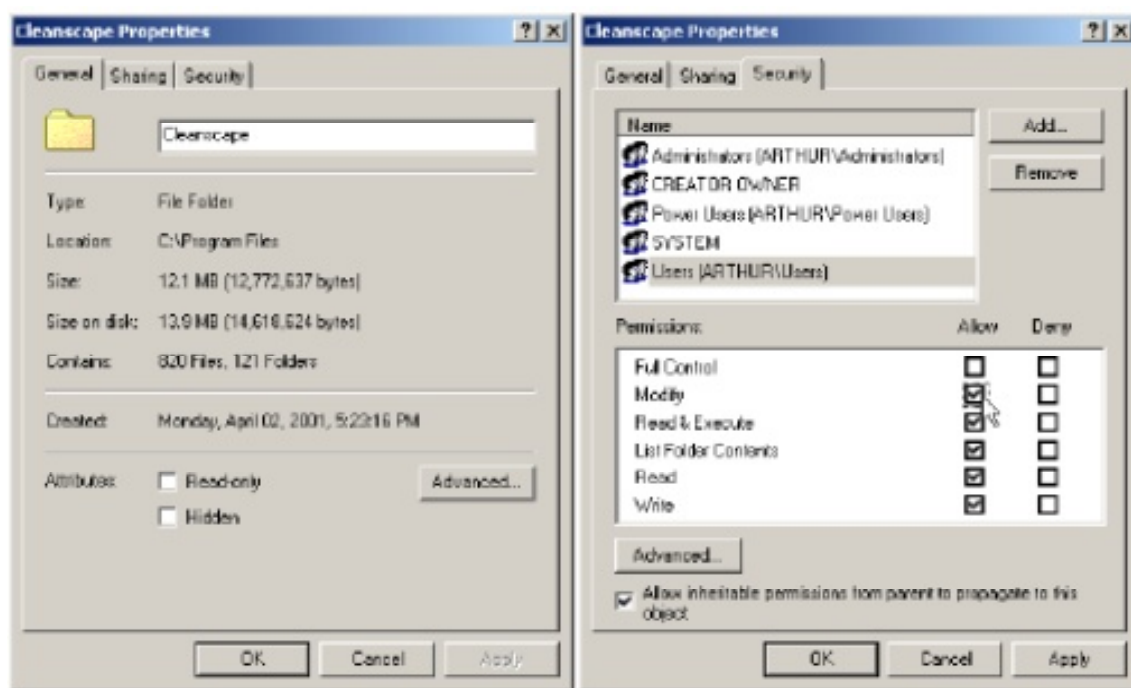 Cleanscape Properties
General Sharing Security
Cleanscape
Type: File Folder
Location: C:\Program Files
Size: 12.1 MB (12,772,637 bytes)
Size on disk: 13.9 MB (14,618,624 bytes)
Contains: 820 Files, 121 Folders
Created: Monday, April 02, 2001, 5:23:16 PM
Attributes: Read-only Advanced...
Hidden
OK Cancel Apply
Cleanscape Properties
General Sharing Security
Name Add...
Administrators (ARTHUR\Administrators)
Remove
CREATOR OWNER
Power Users (ARTHUR\Power Users)
SYSTEM
Users (ARTHUR\Users)
Permissions: Allow Deny
Full Control
Modify
Read & Execute
List Folder Contents
Read
Write
Advanced...
Allow inheritable permissions from parent to propagate to this
object
OK Cancel Apply